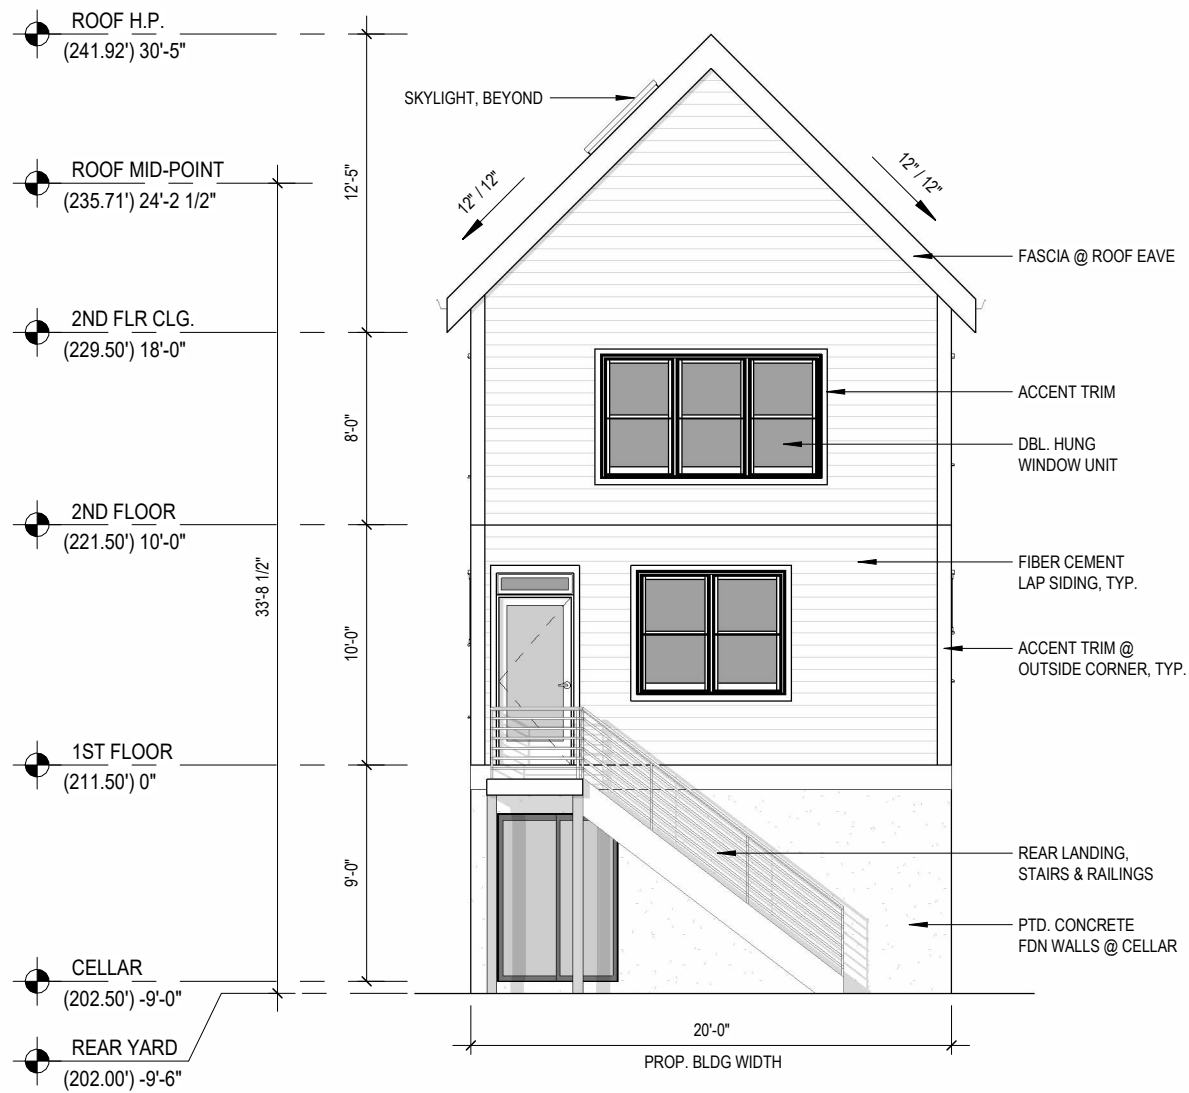 ROOF H.P.
(241.92') 30'-5"
ROOF MID-POINT
(235.71') 24'-2 1/2"
2ND FLR CLG.
(229.50') 18'-0"
2ND FLOOR
(221.50') 10'-0"
1ST FLOOR
(211.50') 0"
CELLAR
(202.50') -9'-0"
REAR YARD
(202.00') -9'-6"
33'-8 1/2"
12'-5"
8'-0"
10'-0"
9'-0"
SKYLIGHT, BEYOND
12" / 12"
12" / 12"
FASCIA @ ROOF EAVE
ACCENT TRIM
DBL. HUNG
WINDOW UNIT
FIBER CEMENT
LAP SIDING, TYP.
ACCENT TRIM @
OUTSIDE CORNER, TYP.
REAR LANDING,
STAIRS & RAILINGS
PTD. CONCRETE
FDN WALLS @ CELLAR
20'-0"
PROP. BLDG WIDTH